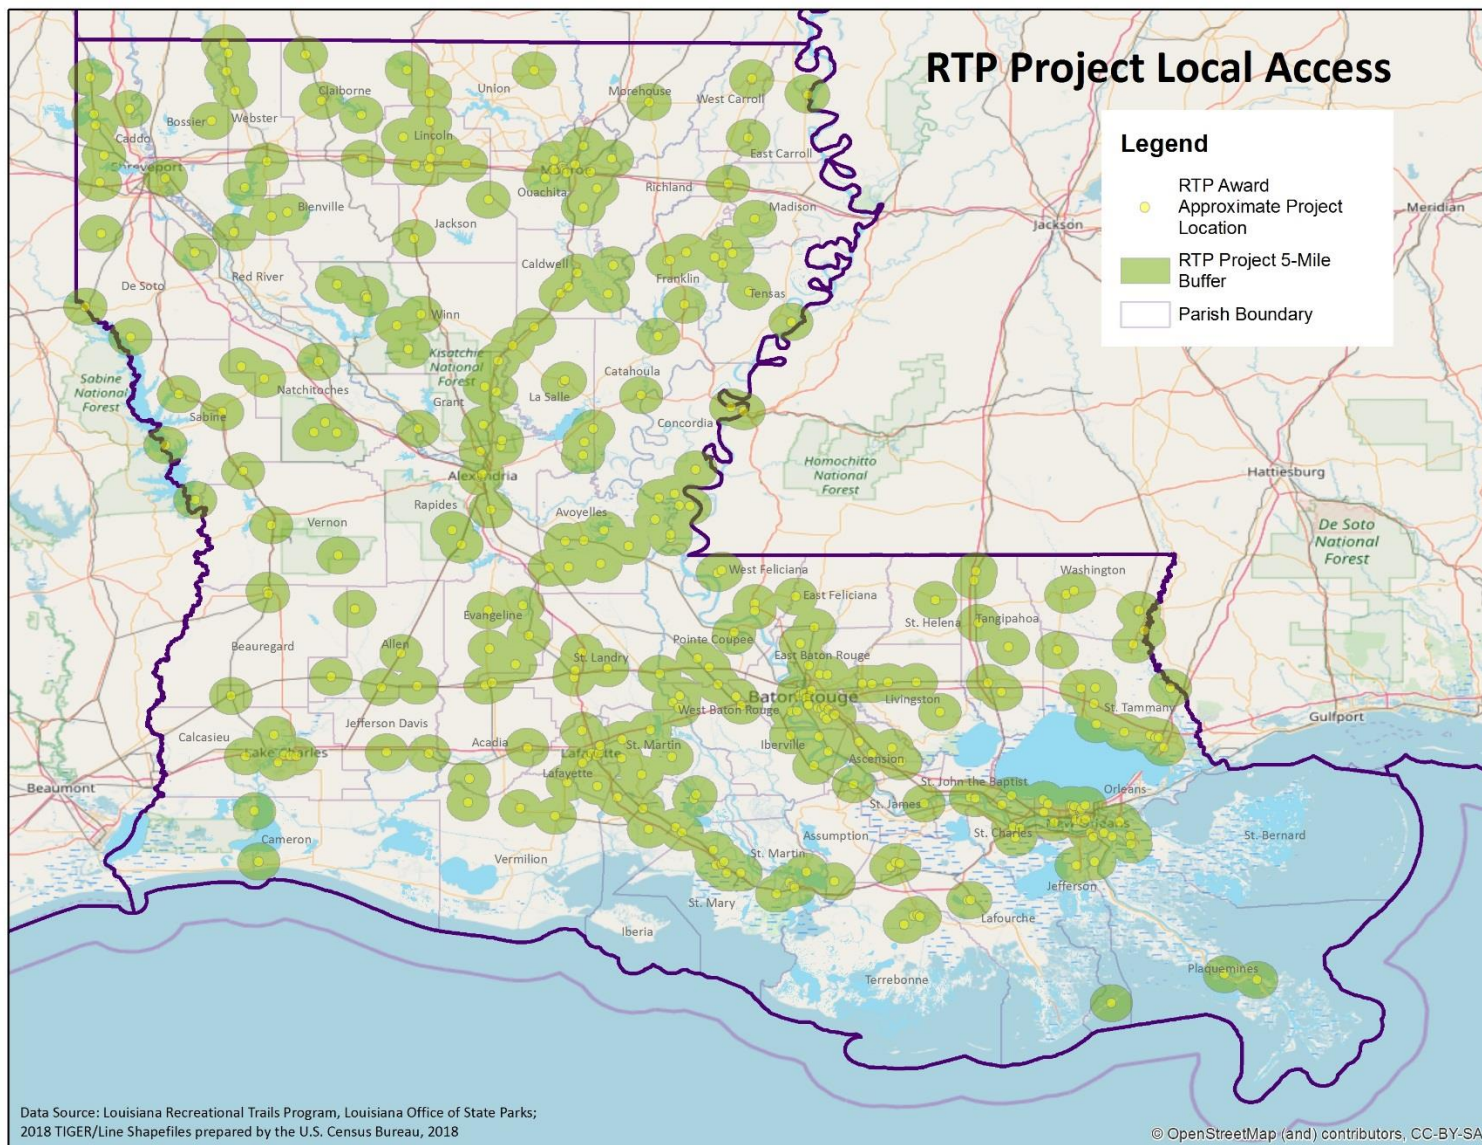 RTP Project Local Access
Legend
RTP Award
Approximate Project
Location
RTP Project 5-Mile
Buffer
Parish Boundary
Union
Claiborne
Morehouse
West Carroll
Bossier
Webster
Caddo
Lincoln
Shreveport
Monroe
East Carroll
Ouachita
Richland
Madison
Bienville
Jackson
Jackson
Meridian
Caldwell
Franklin
Red River
De Soto
Tensas
Winn
Kisatchie
National
Forest
Sabine
National
Forest
Natchitoches
Catahoula
La Salle
Grant
Sabine
Concordia
Homochitto
National
Forest
Hattiesburg
Alexandria
Rapides
Avoyelles
Vernon
De Soto
National
Forest
West Feliciana
Washington
East Feliciana
Evangeline
St. Helena
Tangipahoa
Pointe Coupee
Beauregard
Allen
St. Landry
East Baton Rouge
Baton Rouge
Livingston
West Baton Rouge
St. Tammany
Gulfport
Jefferson Davis
Calcasieu
Acadia
St. Martin
Iberville
Lake Charles
Lafayette
Ascension
Lafayette
Beaumont
St. John the Baptist
Orleans
St. James
New Orleans
St. Charles
Cameron
Assumption
St. Bernard
Vermilion
St. Martin
Jefferson
St. Mary
Lafourche
Iberia
Plaquemines
Terrebonne
Data Source: Louisiana Recreational Trails Program, Louisiana Office of State Parks;
2018 TIGER/Line Shapefiles prepared by the U.S. Census Bureau, 2018
© OpenStreetMap (and) contributors, CC-BY-SA